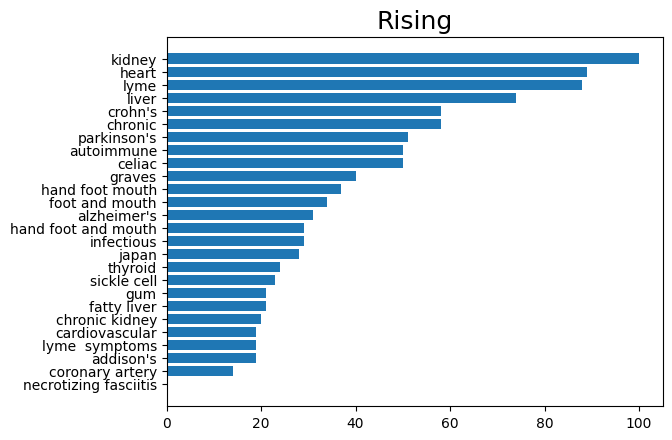 Rising
kidney
heart
lyme
liver
crohn's
chronic
parkinson's
autoimmune
celiac
graves
hand foot mouth
foot and mouth
alzheimer's
hand foot and mouth
infectious
japan
thyroid
sickle cell
gum
fatty liver
chronic kidney
cardiovascular
lyme  symptoms
addison's
coronary artery
necrotizing fasciitis
0 20 40 60 80 100